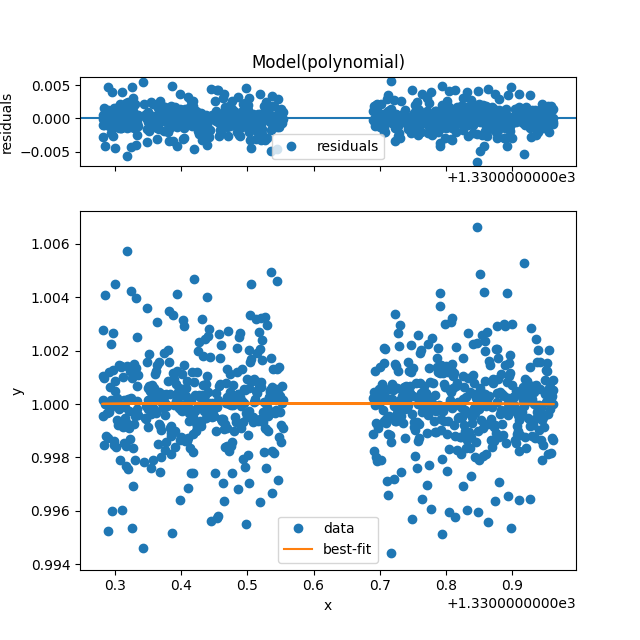 Model(polynomial)
0.005
0.000
−0.005
residuals
residuals
+1.3300000000e3
1.006
1.004
1.002
1.000
0.998
0.996
0.994
y
data
best-fit
0.3 0.4 0.5 0.6 0.7 0.8 0.9
x
+1.3300000000e3